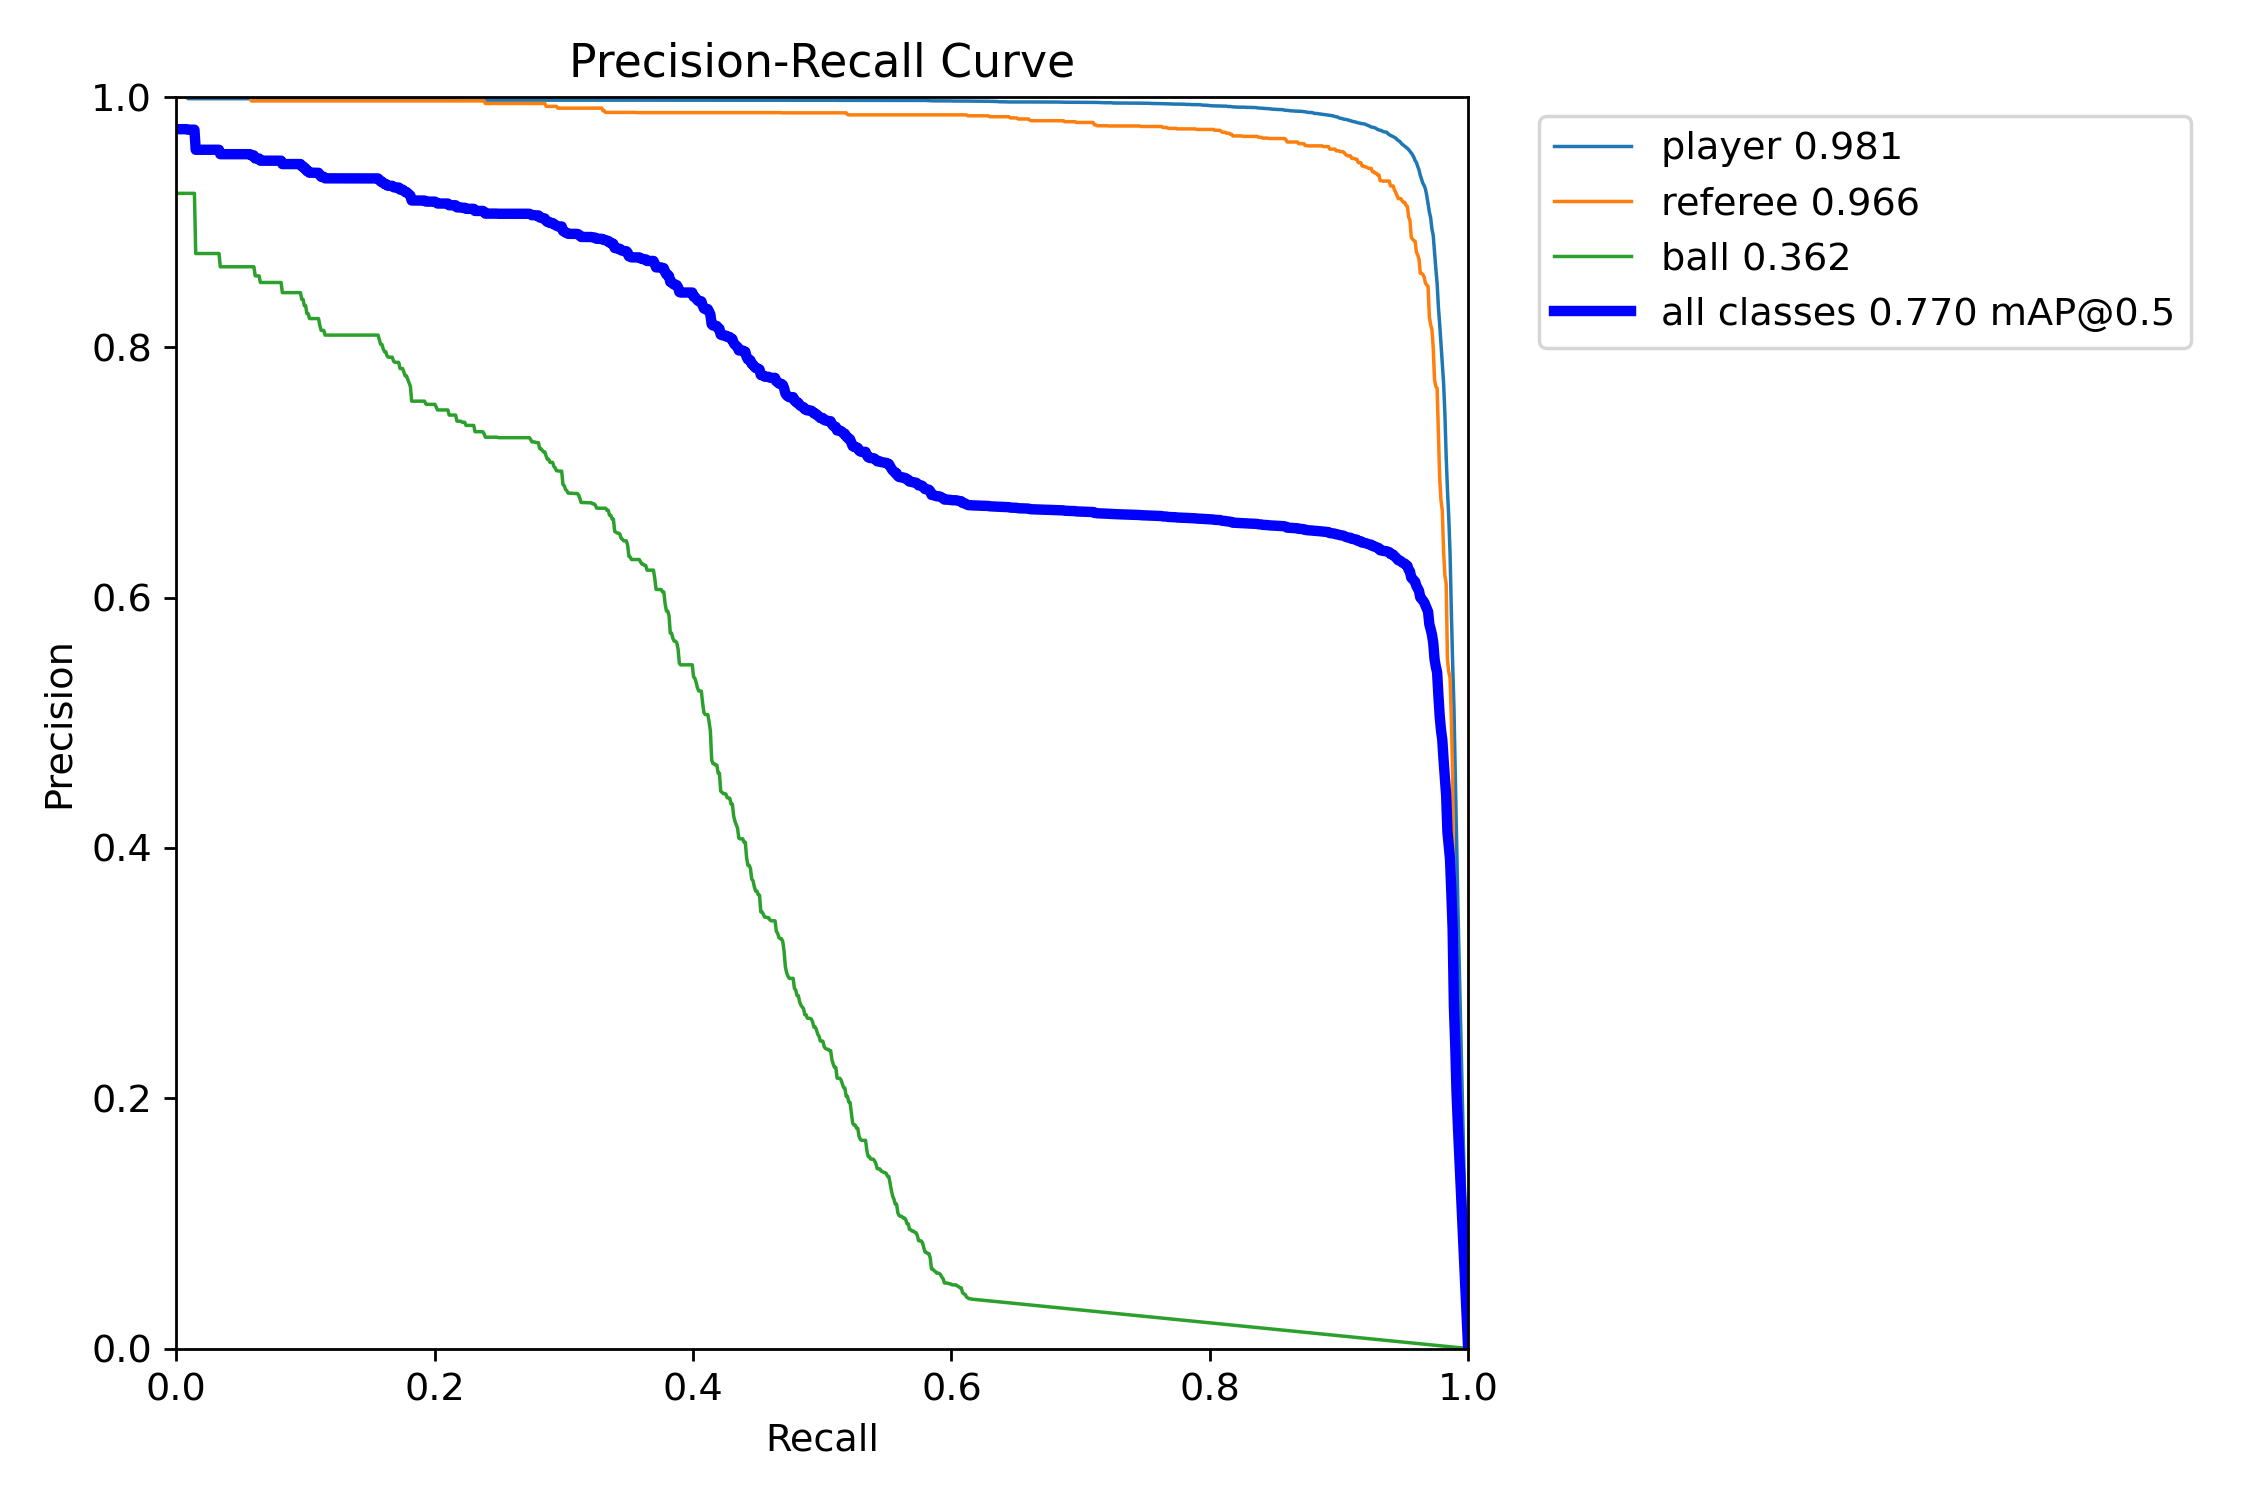 Precision-Recall Curve
1.0
0.8
0.6
0.4
0.2
0.0
Precision
0.0 0.2 0.4 0.6 0.8 1.0
Recall
player 0.981
referee 0.966
ball 0.362
all classes 0.770 mAP@0.5